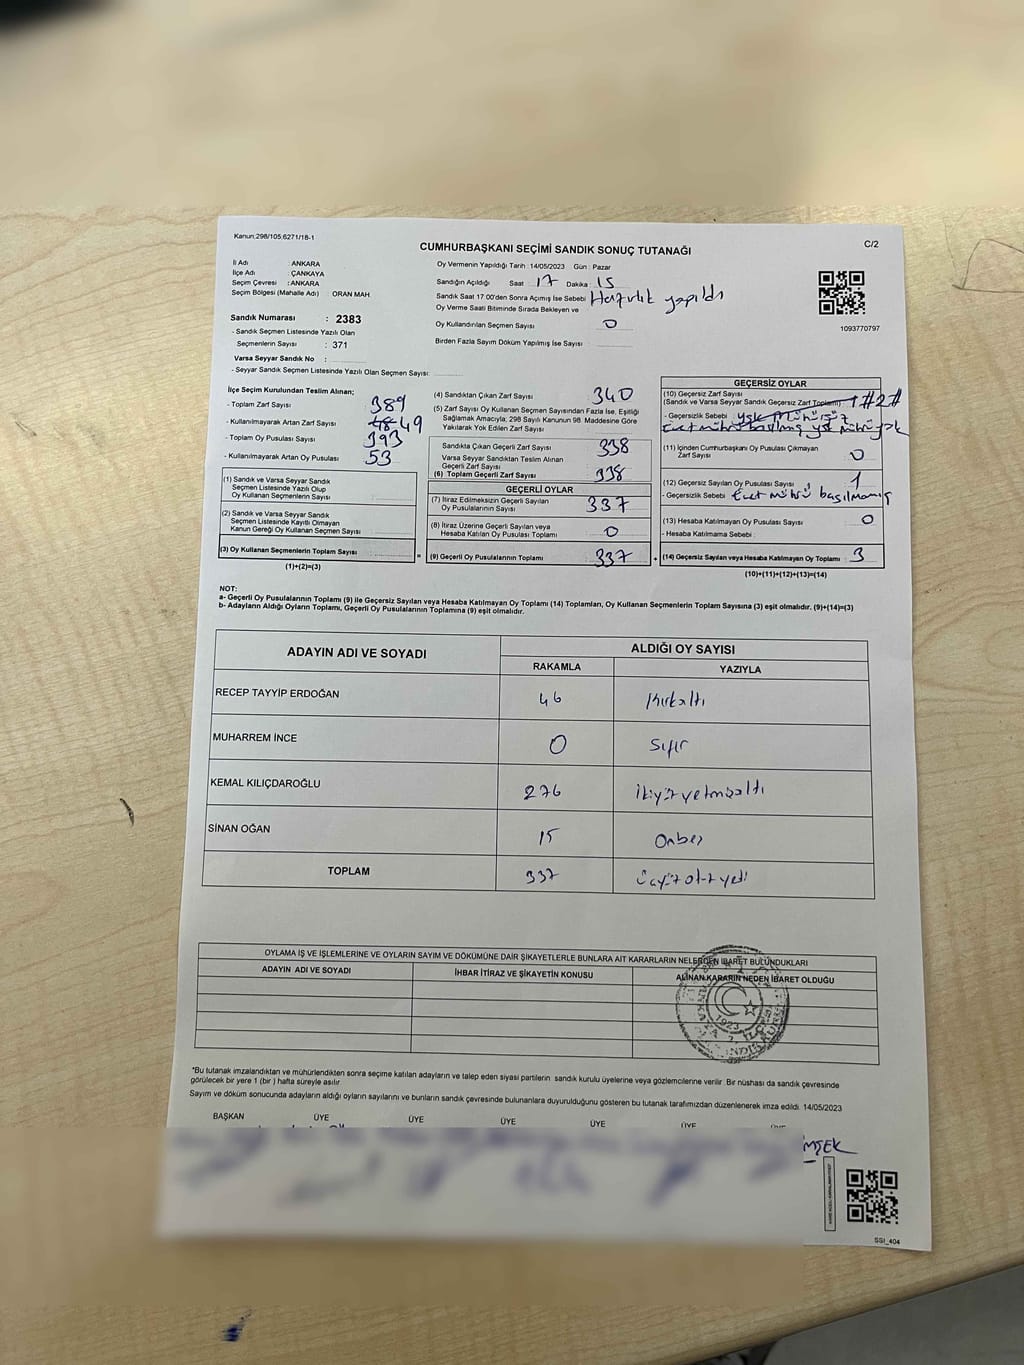 Kanun:298/105.6271/18-1
C/2
CUMHURBAŞKANI SEÇİMİ SANDIK SONUÇ TUTANAĞI
İl Adı : ANKARA
İlçe Adı : ÇANKAYA
Seçim Çevresi : ANKARA
Seçim Bölgesi (Mahalle Adı) : ORAN MAH.
Sandık Numarası : 2383
- Sandık Seçmen Listesinde Yazılı Olan
Seçmenlerin Sayısı : 371
Varsa Seyyar Sandık No :
- Seyyar Sandık Seçmen Listesinde Yazılı Olan Seçmen Sayısı:
Oy Vermenin Yapıldığı Tarih : 14/05/2023 Gün : Pazar
Sandığın Açıldığı Saat 17 Dakika : 15
Sandık Saat 17:00'den Sonra Açımış İse Sebebi Hazırlık yapıldı
Oy Verme Saati Bitiminde Sırada Bekleyen ve
Oy Kullandırılan Seçmen Sayısı 0
Birden Fazla Sayım Döküm Yapılmış İse Sayısı :
1093770797
İlçe Seçim Kurulundan Teslim Alınan;
- Toplam Zarf Sayısı 389
- Kullanılmayarak Artan Zarf Sayısı 48 49
- Toplam Oy Pusulası Sayısı 393
- Kullanılmayarak Artan Oy Pusulası 53
(1) Sandık ve Varsa Seyyar Sandık
Seçmen Listesinde Yazılı Olup
Oy Kullanan Seçmenlerin Sayısı
(2) Sandık ve Varsa Seyyar Sandık
Seçmen Listesinde Kayıtlı Olmayan
Kanun Gereği Oy Kullanan Seçmen Sayısı
(3) Oy Kullanan Seçmenlerin Toplam Sayısı
(1)+(2)=(3)
(4) Sandıktan Çıkan Zarf Sayısı 340
(5) Zarf Sayısı Oy Kullanan Seçmen Sayısından Fazla İse, Eşitliği
Sağlamak Amacıyla; 298 Sayılı Kanunun 98. Maddesine Göre
Yakılarak Yok Edilen Zarf Sayısı
Sandıkta Çıkan Geçerli Zarf Sayısı 338
Varsa Seyyar Sandıktan Teslim Alınan
Geçerli Zarf Sayısı
(6) Toplam Geçerli Zarf Sayısı 338
GEÇERLİ OYLAR
(7) İtiraz Edilmeksizin Geçerli Sayılan
Oy Pusulalarının Sayısı 337
(8) İtiraz Üzerine Geçerli Sayılan veya
Hesaba Katılan Oy Pusulası Toplamı 0
= (9) Geçerli Oy Pusulalarının Toplamı 337 +
GEÇERSİZ OYLAR
(10) Geçersiz Zarf Sayısı
(Sandık ve Varsa Seyyar Sandık Geçersiz Zarf Toplamı) 1 #2#
- Geçersizlik Sebebi ysk mühürsüz
Evet mührü basılmış ysk mührü yok
(11) İçinden Cumhurbaşkanı Oy Pusulası Çıkmayan
Zarf Sayısı 0
(12) Geçersiz Sayılan Oy Pusulası Sayısı 1
- Geçersizlik Sebebi Evet mührü basılmamış
(13) Hesaba Katılmayan Oy Pusulası Sayısı 0
- Hesaba Katılmama Sebebi
(14) Geçersiz Sayılan veya Hesaba Katılmayan Oy Toplamı 3
(10)+(11)+(12)+(13)=(14)
NOT:
a- Geçerli Oy Pusulalarının Toplamı (9) ile Geçersiz Sayılan veya Hesaba Katılmayan Oy Toplamı (14) Toplamları, Oy Kullanan Seçmenlerin Toplam Sayısına (3) eşit olmalıdır. (9)+(14)=(3)
b- Adayların Aldığı Oyların Toplamı, Geçerli Oy Pusulalarının Toplamına (9) eşit olmalıdır.
ADAYIN ADI VE SOYADI
ALDIĞI OY SAYISI
RAKAMLA YAZIYLA
RECEP TAYYİP ERDOĞAN 46 Kırkaltı
MUHARREM İNCE 0 Sıfır
KEMAL KILIÇDAROĞLU 276 ikiyüzyetmişaltı
SİNAN OĞAN 15 Onbeş
TOPLAM 337 üçyüzotuzyedi
OYLAMA İŞ VE İŞLEMLERİNE VE OYLARIN SAYIM VE DÖKÜMÜNE DAİR ŞİKAYETLERLE BUNLARA AİT KARARLARIN NELERDEN İBARET BULUNDUKLARI
ADAYIN ADI VE SOYADI İHBAR İTİRAZ VE ŞİKAYETİN KONUSU ALINAN KARARIN NEDEN İBARET OLDUĞU
1923
*Bu tutanak imzalandıktan ve mühürlendikten sonra seçime katılan adayların ve talep eden siyasi partilerin sandık kurulu üyelerine veya gözlemcilerine verilir. Bir nüshası da sandık çevresinde
görülecek bir yere 1 (bir ) hafta süreyle asılır.
Sayım ve döküm sonucunda adayların aldığı oyların sayılarını ve bunların sandık çevresinde bulunanlara duyurulduğunu gösteren bu tutanak tarafımızdan düzenlenerek imza edildi. 14/05/2023
BAŞKAN ÜYE ÜYE ÜYE ÜYE ÜYE
SSI_404